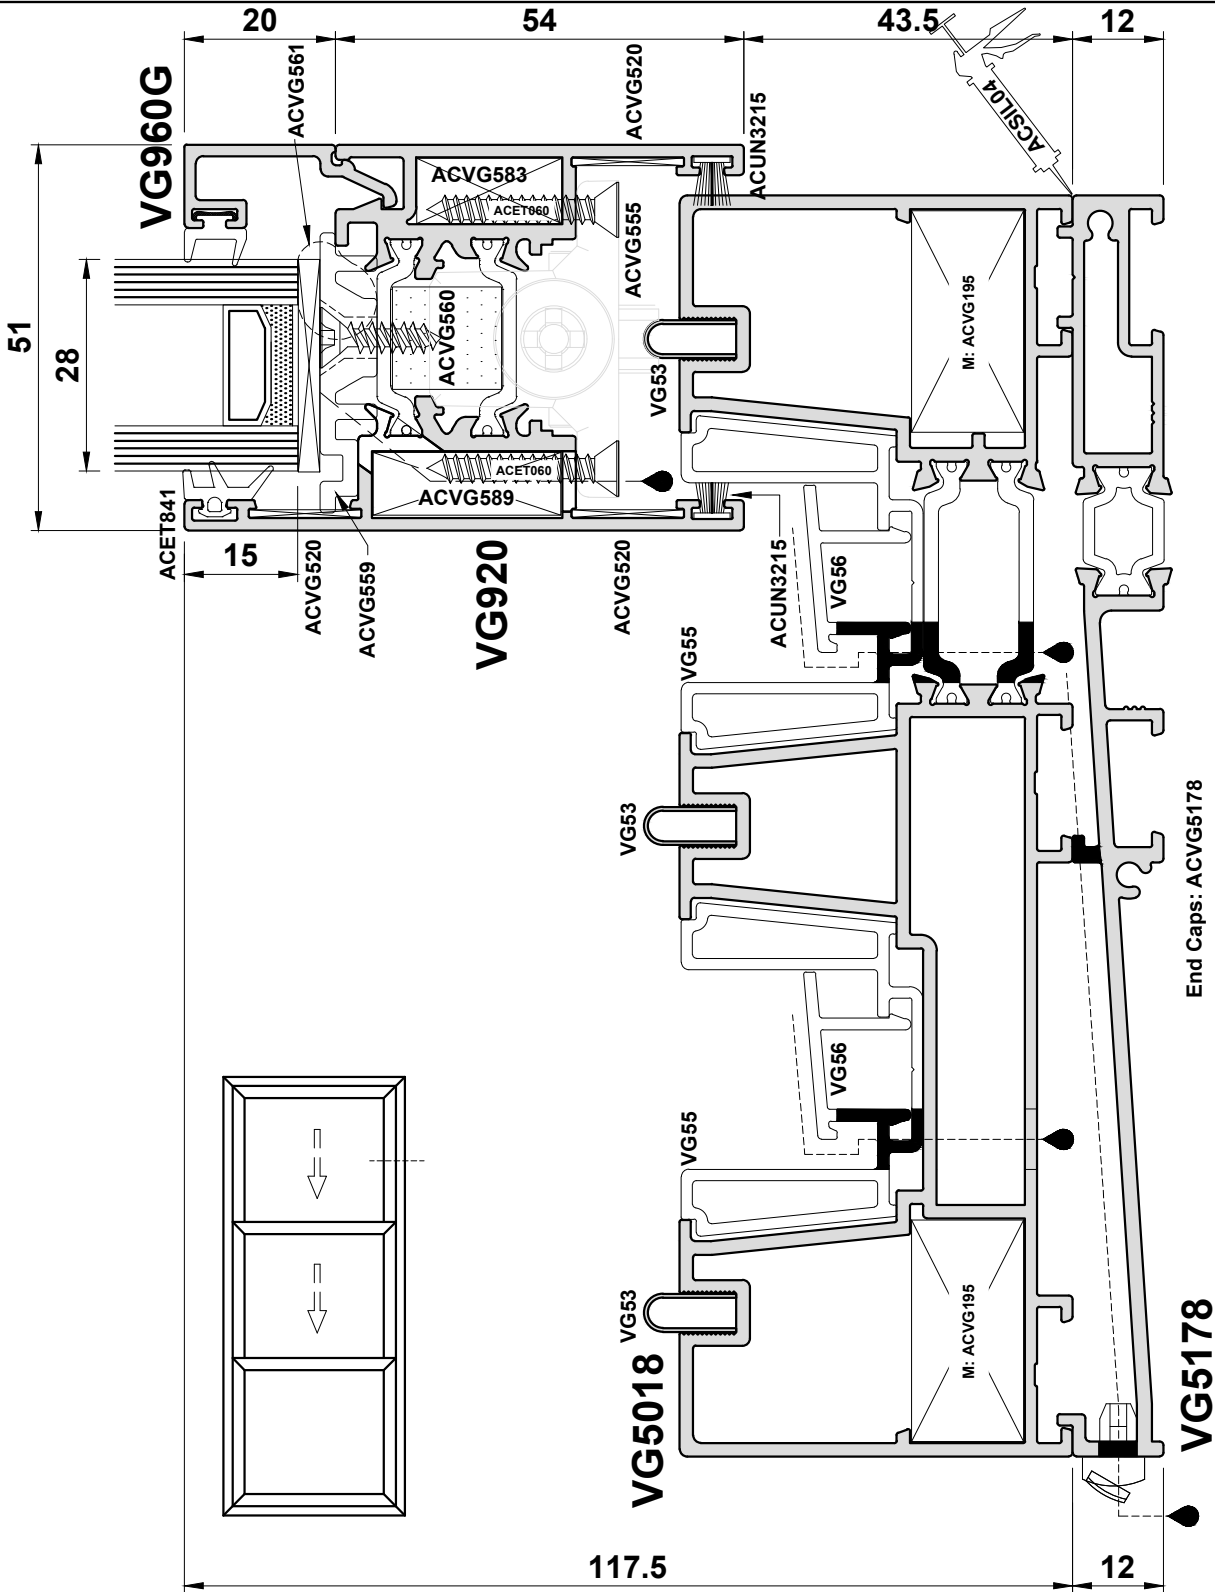 20
54
43.5
12
VG960G
ACVG561
ACVG520
ACUN3215
ACSIL04
ACVG583
ACET060
ACVG555
51
28
ACVG560
VG53
M: ACVG195
ACET060
ACVG589
ACET841
15
ACVG520
ACVG559
VG920
ACVG520
ACUN3215
VG56
VG55
VG53
End Caps: ACVG5178
VG56
VG55
VG53
M: ACVG195
VG5018
VG5178
117.5
12